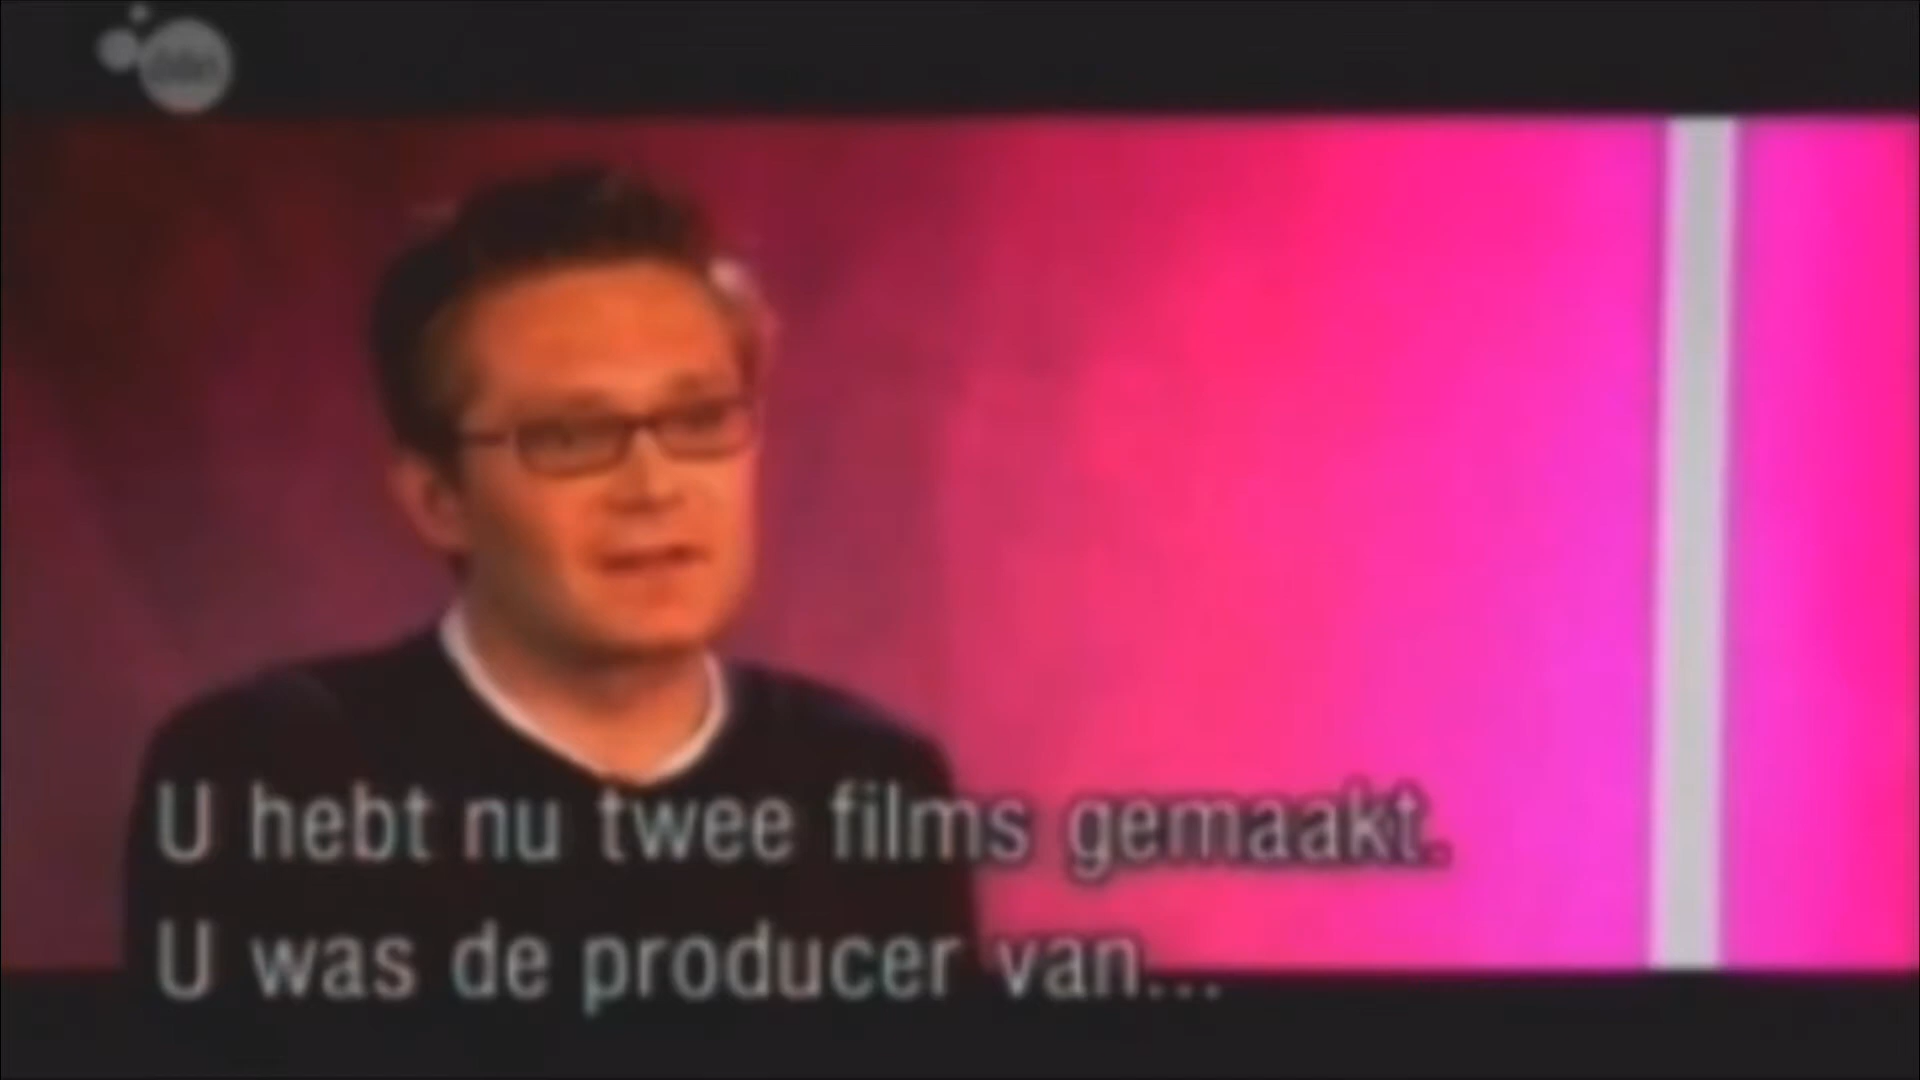 U hebt nu twee films gemaakt.
U was de producer van...